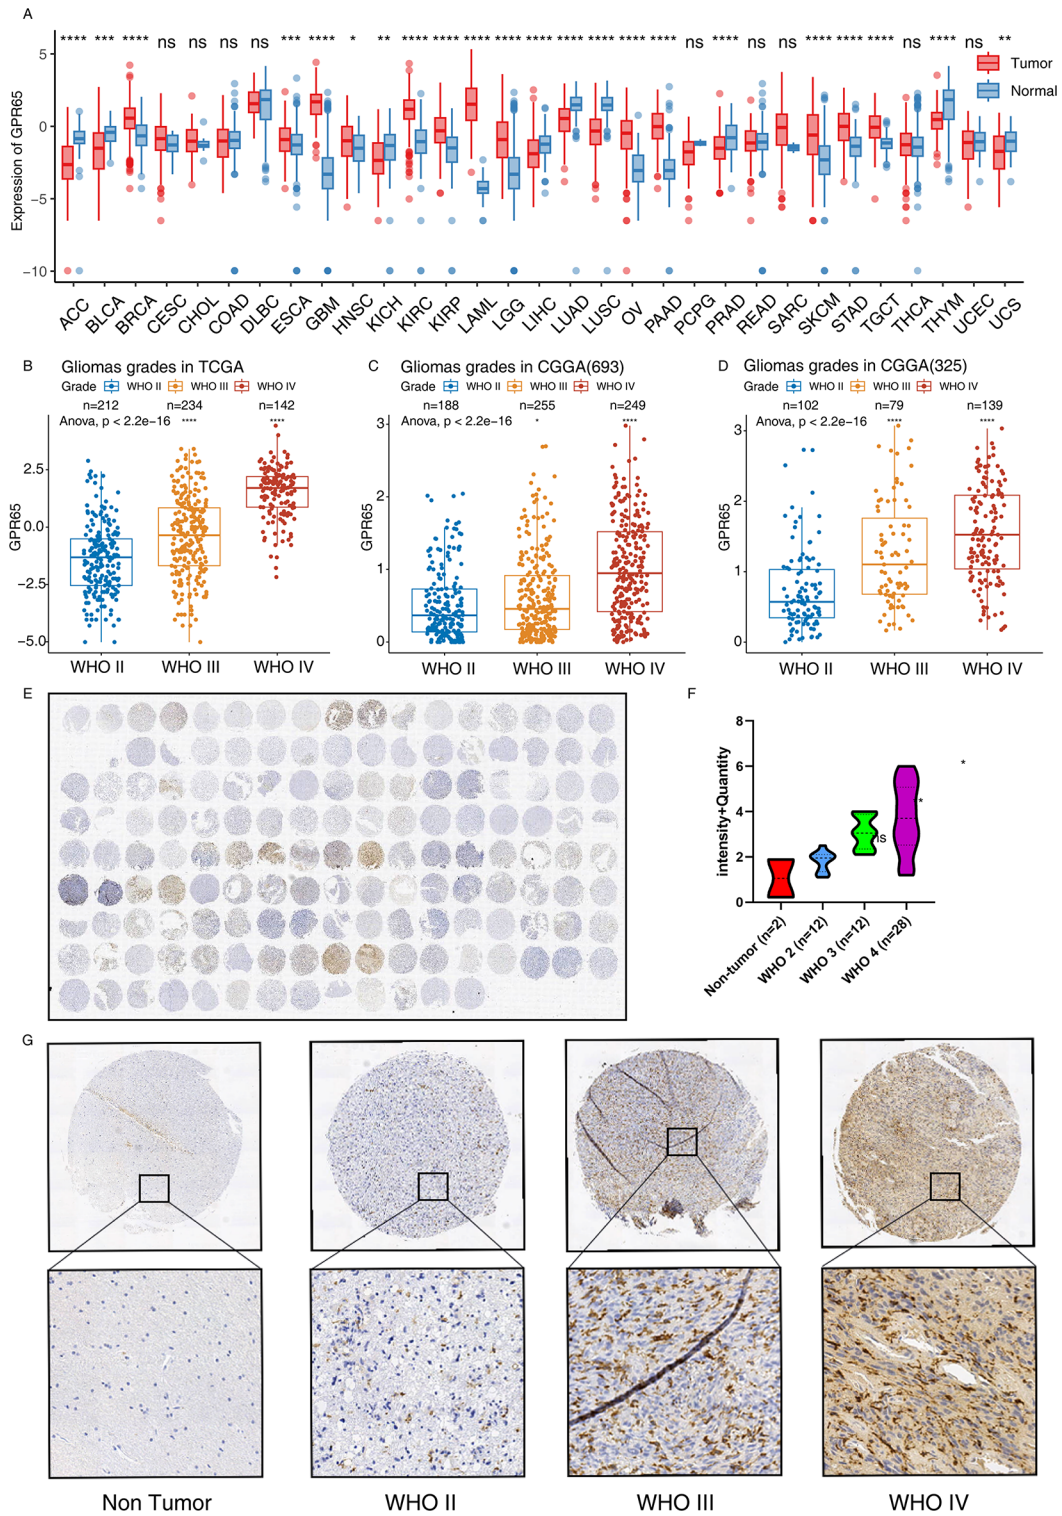 A
**** *** **** ns ns ns ns *** **** * ** **** **** **** **** **** **** **** **** **** ns **** ns ns **** **** **** ns **** ns **
Tumor
Normal
Expression of GPR65
5
0
−5
−10
ACC BLCA BRCA CESC CHOL COAD DLBC ESCA GBM HNSC KICH KIRC KIRP LAML LGG LIHC LUAD LUSC OV PAAD PCPG PRAD READ SARC SKCM STAD TGCT THCA THYM UCEC UCS
B Gliomas grades in TCGA
Grade WHO II WHO III WHO IV
n=212 n=234 n=142
Anova, p < 2.2e−16 **** ****
GPR65
2.5
0.0
−2.5
−5.0
WHO II WHO III WHO IV
C Gliomas grades in CGGA(693)
Grade WHO II WHO III WHO IV
n=188 n=255 n=249
Anova, p < 2.2e−16 * ****
GPR65
3
2
1
0
WHO II WHO III WHO IV
D Gliomas grades in CGGA(325)
Grade WHO II WHO III WHO IV
n=102 n=79 n=139
Anova, p < 2.2e−16 **** ****
GPR65
3
2
1
0
WHO II WHO III WHO IV
E
F
intensity+Quantity
8
6
4
2
0
*
*
ns
Non-tumor (n=2)
WHO 2 (n=12)
WHO 3 (n=12)
WHO 4 (n=28)
G
Non Tumor WHO II WHO III WHO IV